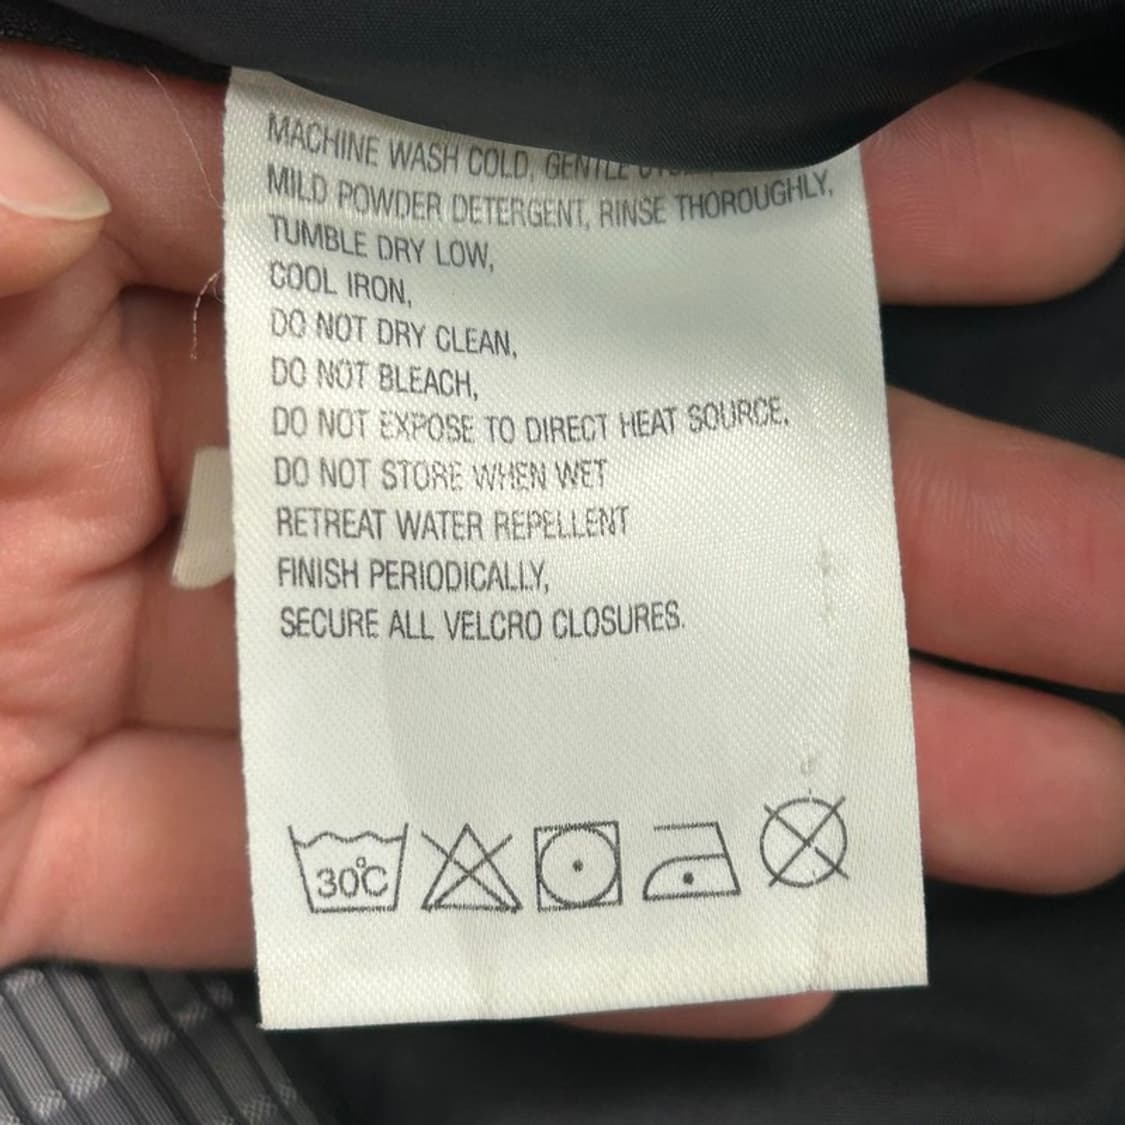 MACHINE WASH COLD, GENTLE
MILD POWDER DETERGENT, RINSE THOROUGHLY,
TUMBLE DRY LOW,
COOL IRON,
DO NOT DRY CLEAN,
DO NOT BLEACH,
DO NOT EXPOSE TO DIRECT HEAT SOURCE.
DO NOT STORE WHEN WET
RETREAT WATER REPELLENT
FINISH PERIODICALLY,
SECURE ALL VELCRO CLOSURES.
30°C